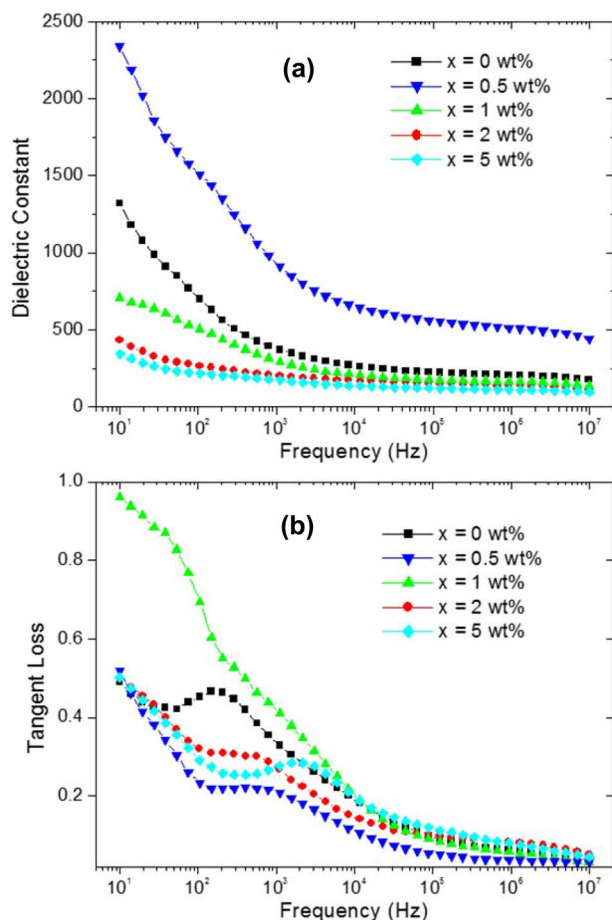 2500
2000
1500
1000
500
0
Dielectric Constant
(a)
x = 0 wt%
x = 0.5 wt%
x = 1 wt%
x = 2 wt%
x = 5 wt%
10¹ 10² 10³ 10⁴ 10⁵ 10⁶ 10⁷
Frequency (Hz)
1.0
0.8
0.6
0.4
0.2
Tangent Loss
(b)
x = 0 wt%
x = 0.5 wt%
x = 1 wt%
x = 2 wt%
x = 5 wt%
10¹ 10² 10³ 10⁴ 10⁵ 10⁶ 10⁷
Frequency (Hz)